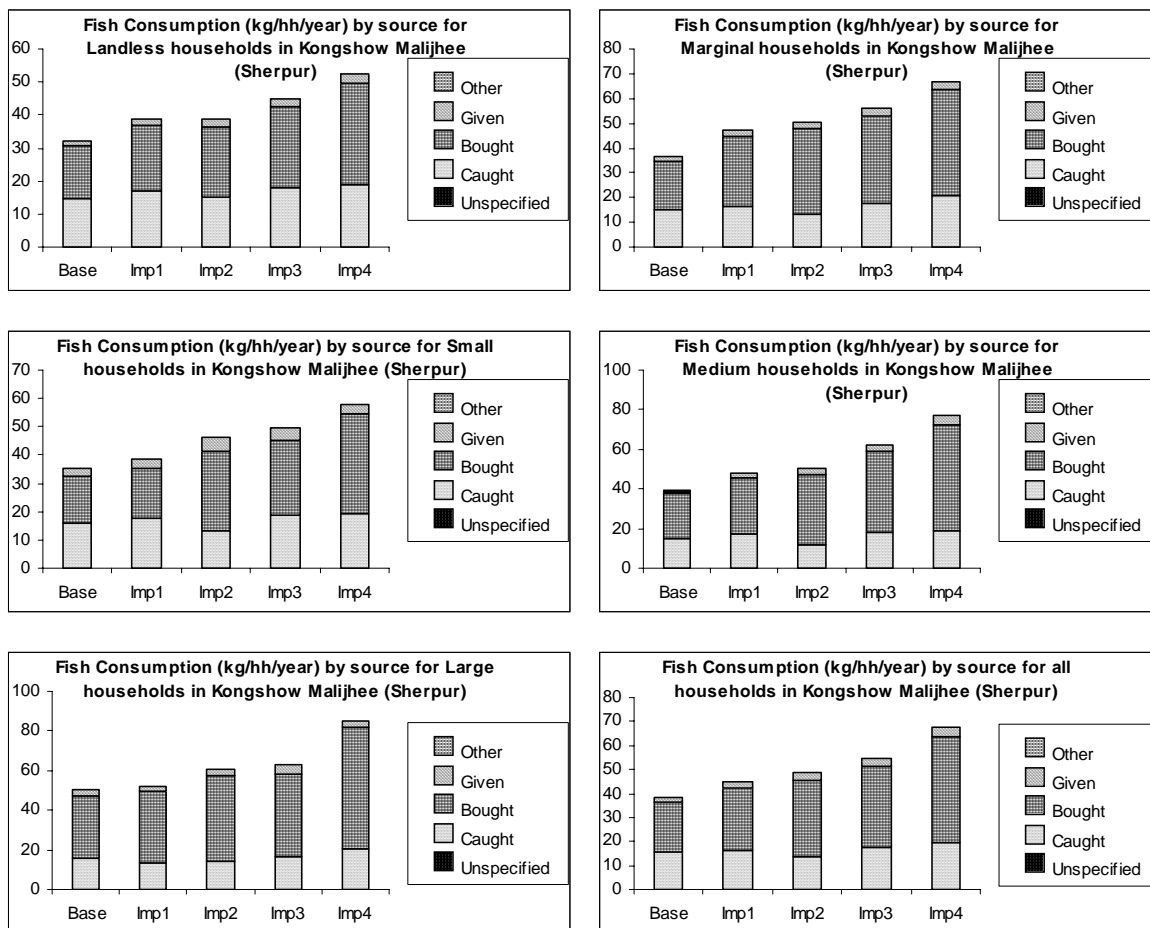 Fish Consumption (kg/hh/year) by source for
Landless households in Kongshow Malijhee
(Sherpur)
60
50
40
30
20
10
0
Base Imp1 Imp2 Imp3 Imp4
Other
Given
Bought
Caught
Unspecified
Fish Consumption (kg/hh/year) by source for
Marginal households in Kongshow Malijhee
(Sherpur)
80
70
60
50
40
30
20
10
0
Base Imp1 Imp2 Imp3 Imp4
Other
Given
Bought
Caught
Unspecified
Fish Consumption (kg/hh/year) by source for Small
households in Kongshow Malijhee (Sherpur)
70
60
50
40
30
20
10
0
Base Imp1 Imp2 Imp3 Imp4
Other
Given
Bought
Caught
Unspecified
Fish Consumption (kg/hh/year) by source for
Medium households in Kongshow Malijhee
(Sherpur)
100
80
60
40
20
0
Base Imp1 Imp2 Imp3 Imp4
Other
Given
Bought
Caught
Unspecified
Fish Consumption (kg/hh/year) by source for Large
households in Kongshow Malijhee (Sherpur)
100
80
60
40
20
0
Base Imp1 Imp2 Imp3 Imp4
Other
Given
Bought
Caught
Unspecified
Fish Consumption (kg/hh/year) by source for all
households in Kongshow Malijhee (Sherpur)
80
70
60
50
40
30
20
10
0
Base Imp1 Imp2 Imp3 Imp4
Other
Given
Bought
Caught
Unspecified